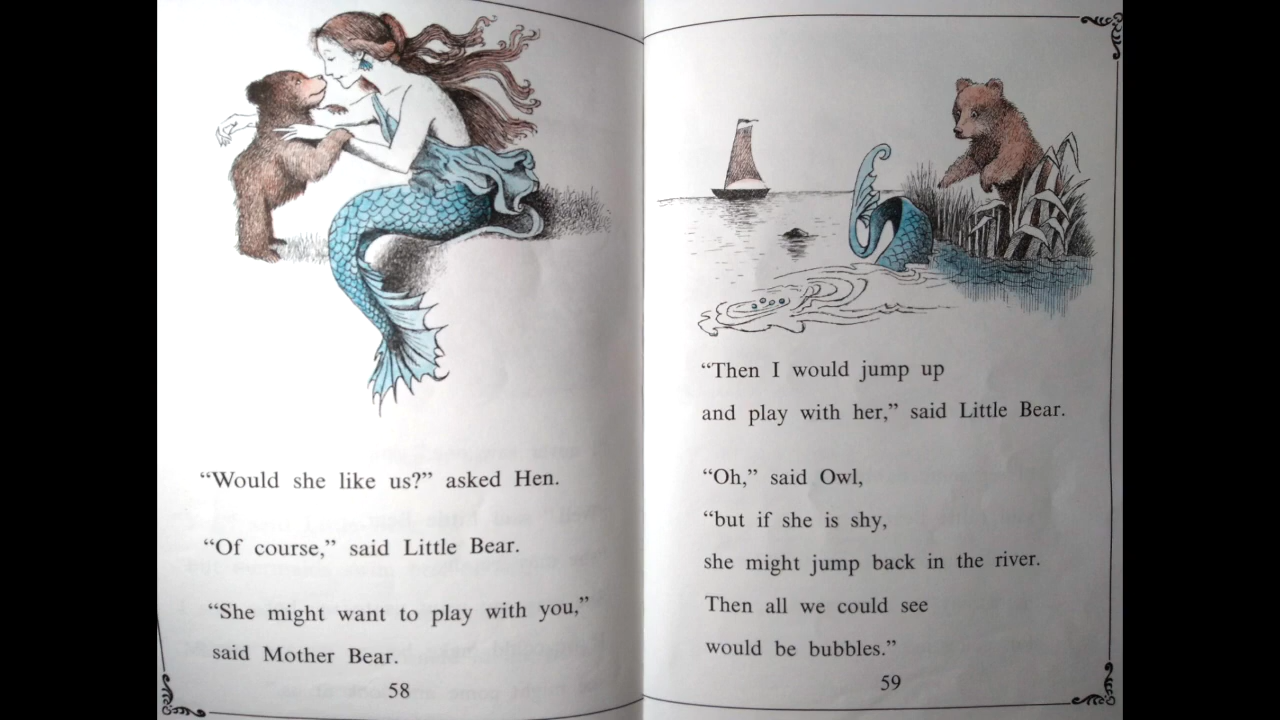 “Would she like us?” asked Hen.
“Of course,” said Little Bear.
“She might want to play with you,”
said Mother Bear.
58
“Then I would jump up
and play with her,” said Little Bear.
“Oh,” said Owl,
“but if she is shy,
she might jump back in the river.
Then all we could see
would be bubbles.”
59